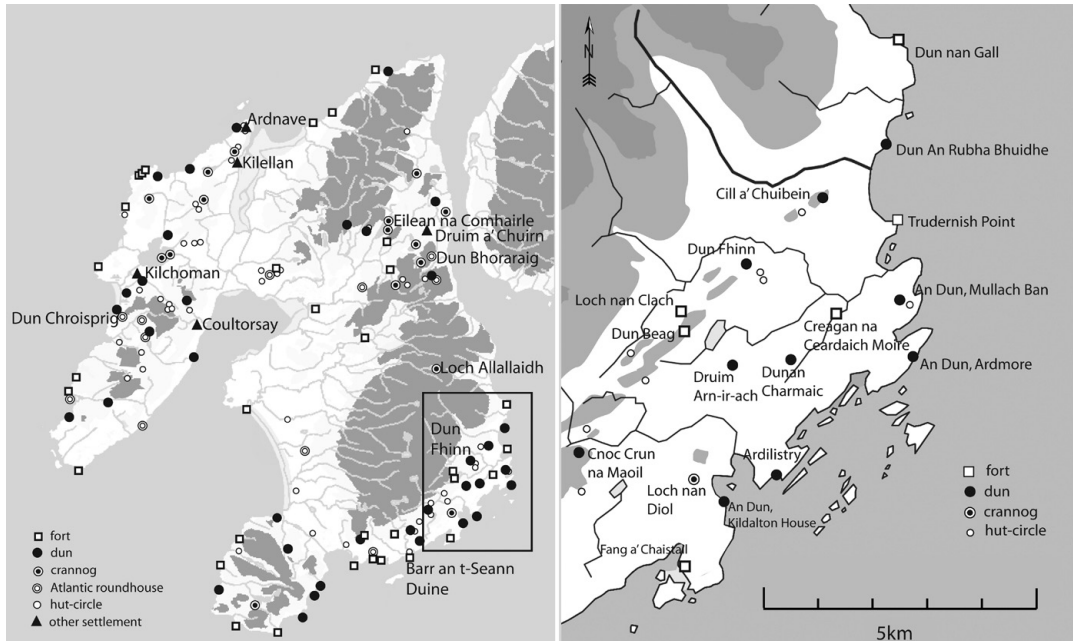 Ardnave
Kilellan
Eilean na Comhairle
Druim a' Chuirn
Dun Bhoraraig
Kilchoman
Dun Chroisprig
Coultorsay
Loch Allallaidh
Dun
Fhinn
Barr an t-Seann
Duine
fort
dun
crannog
Atlantic roundhouse
hut-circle
other settlement
N
Dun nan Gall
Dun An Rubha Bhuidhe
Cill a' Chuibein
Trudernish Point
Dun Fhinn
An Dun, Mullach Ban
Loch nan Clach
Dun Beag
Creagan na
Ceardaich Moire
An Dun, Ardmore
Druim
Arn-ir-ach
Dunan
Charmaic
Cnoc Crun
na Maoil
Ardilistry
Loch nan
Diol
An Dun,
Kildalton House
Fang a' Chaistall
fort
dun
crannog
hut-circle
5km